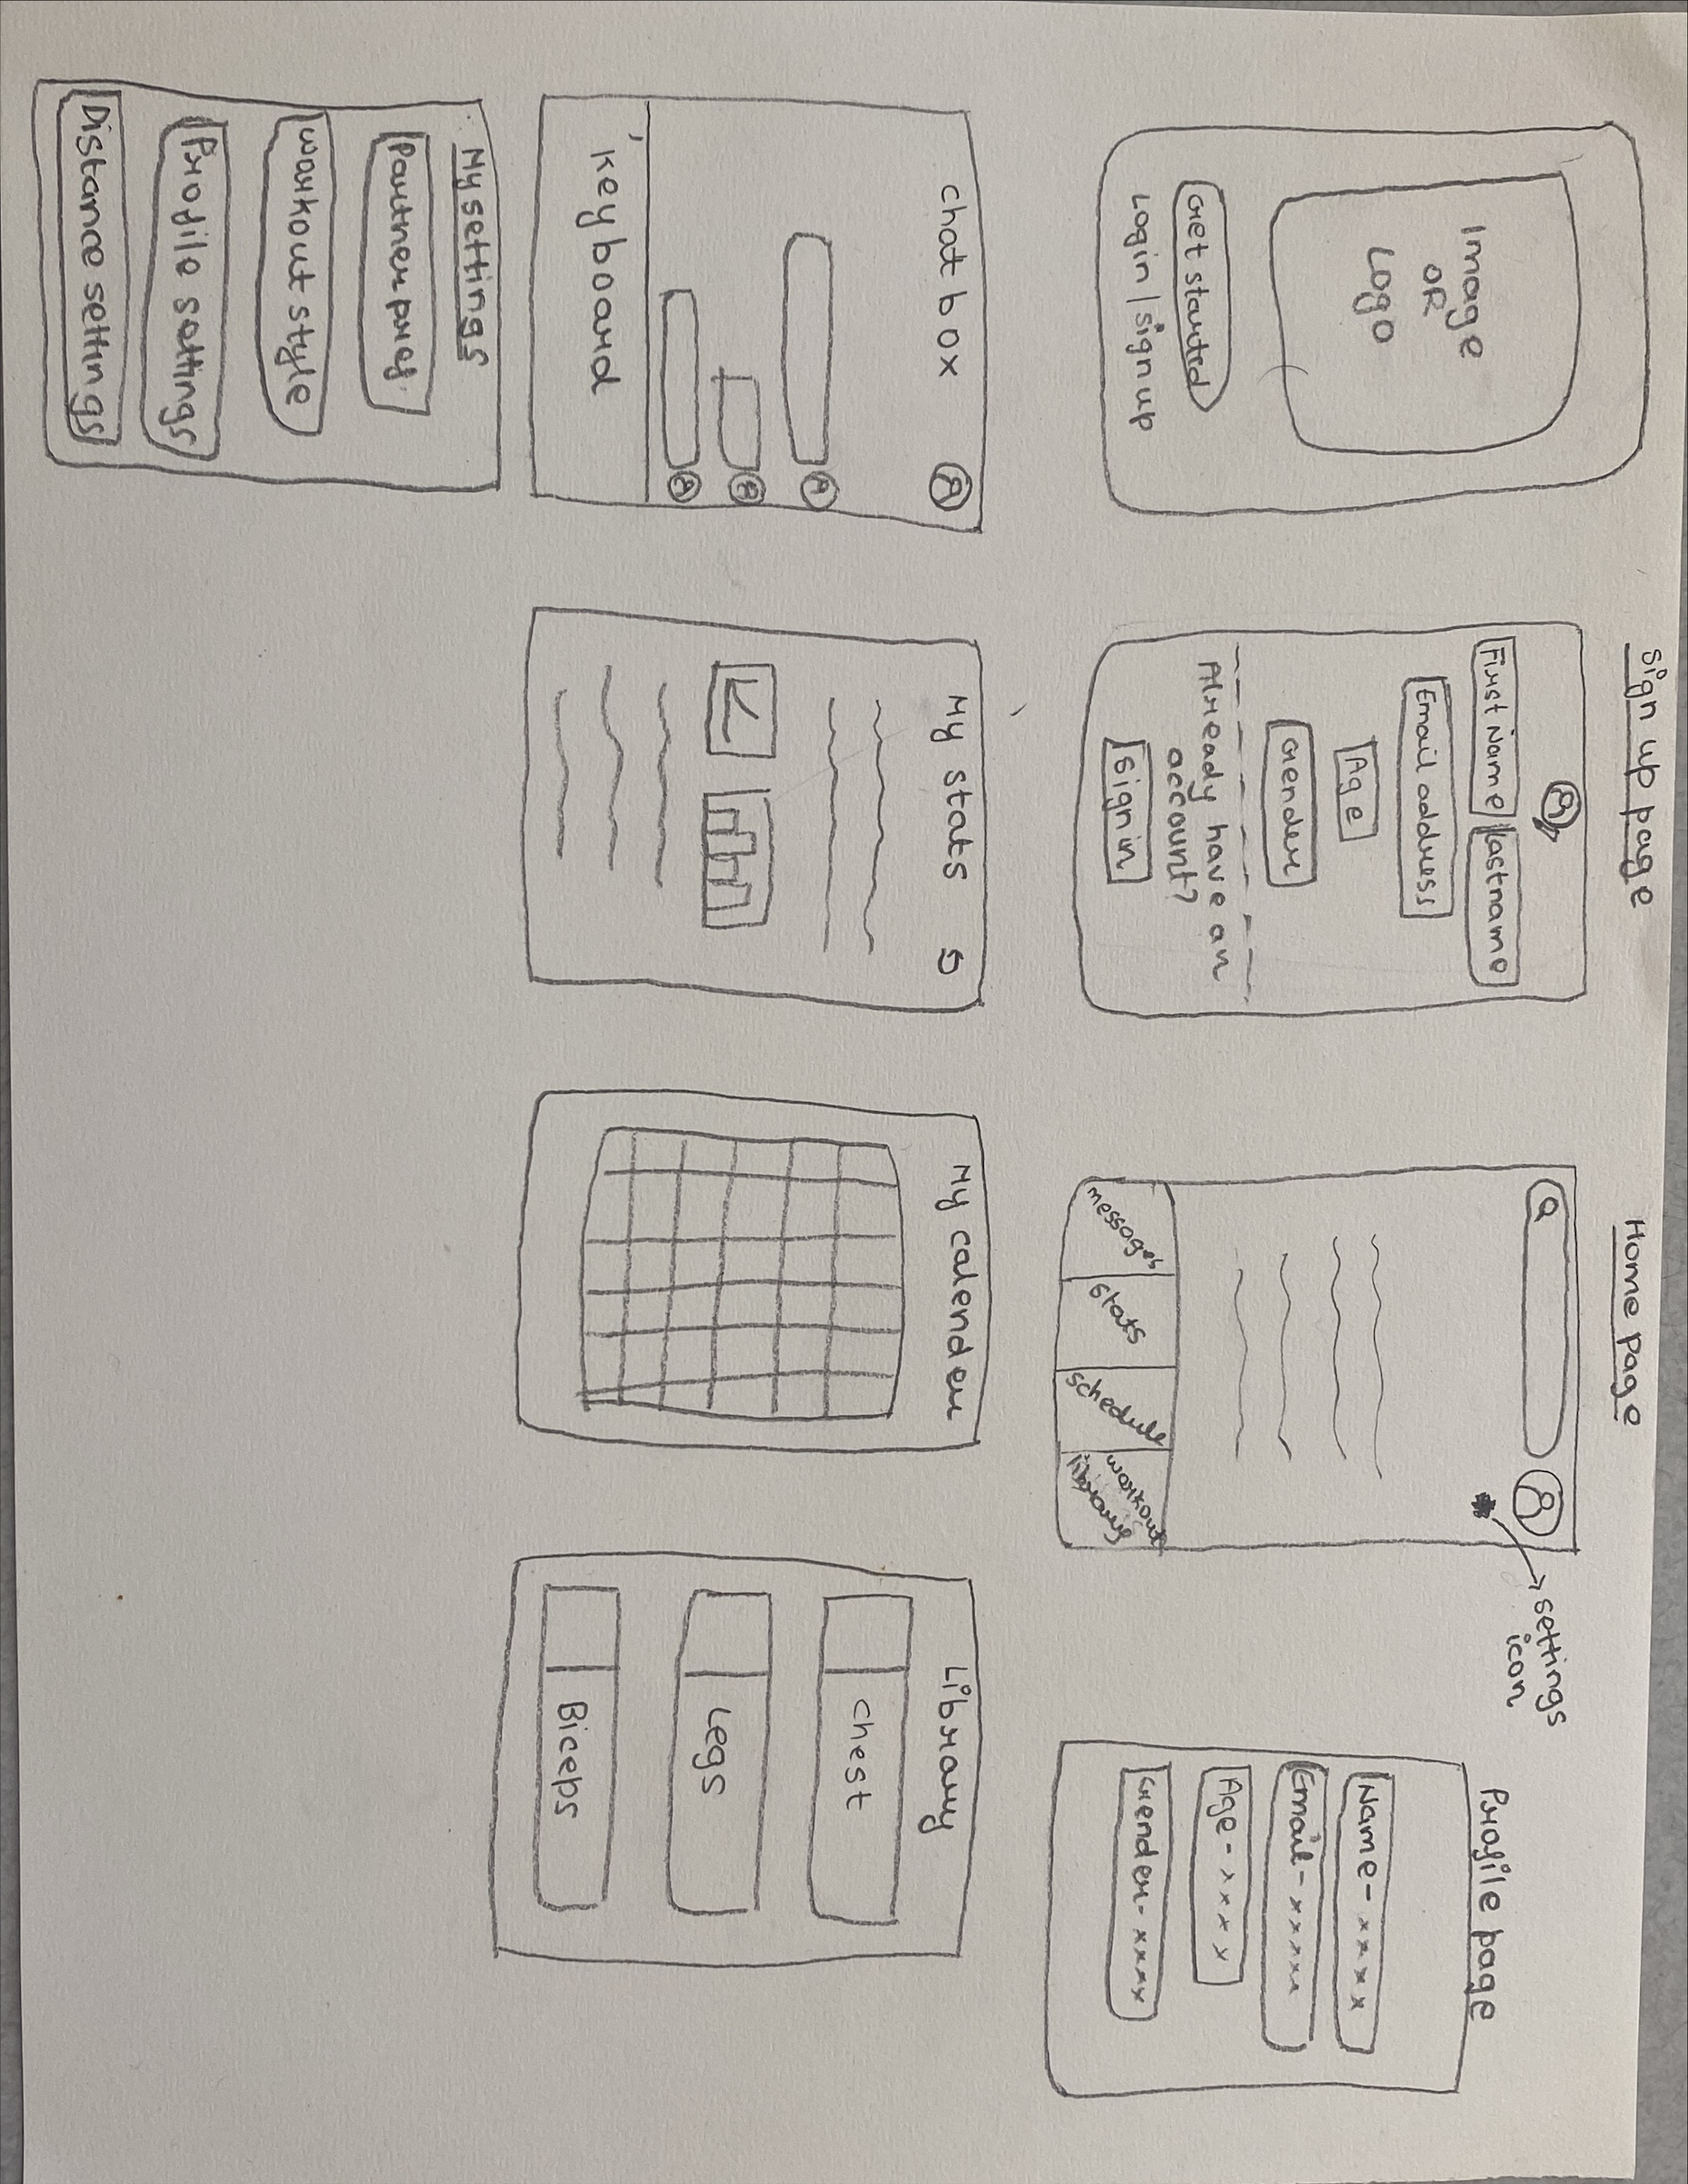 Image
OR
Logo
Get started
Login | sign up
Sign up page
First Name
Lastname
Email address
Age
Gender
Already have an
account?
Sign in
Home page
settings
icon
messages
stats
schedule
workout
library
Profile page
Name - xxxx
Email - xxxxx
Age - xxxx
Gender - xxxx
Chat box
A
B
A
Keyboard
My stats
My calender
Library
Chest
Legs
Biceps
My settings
Partner pref
workout style
Profile settings
Distance settings